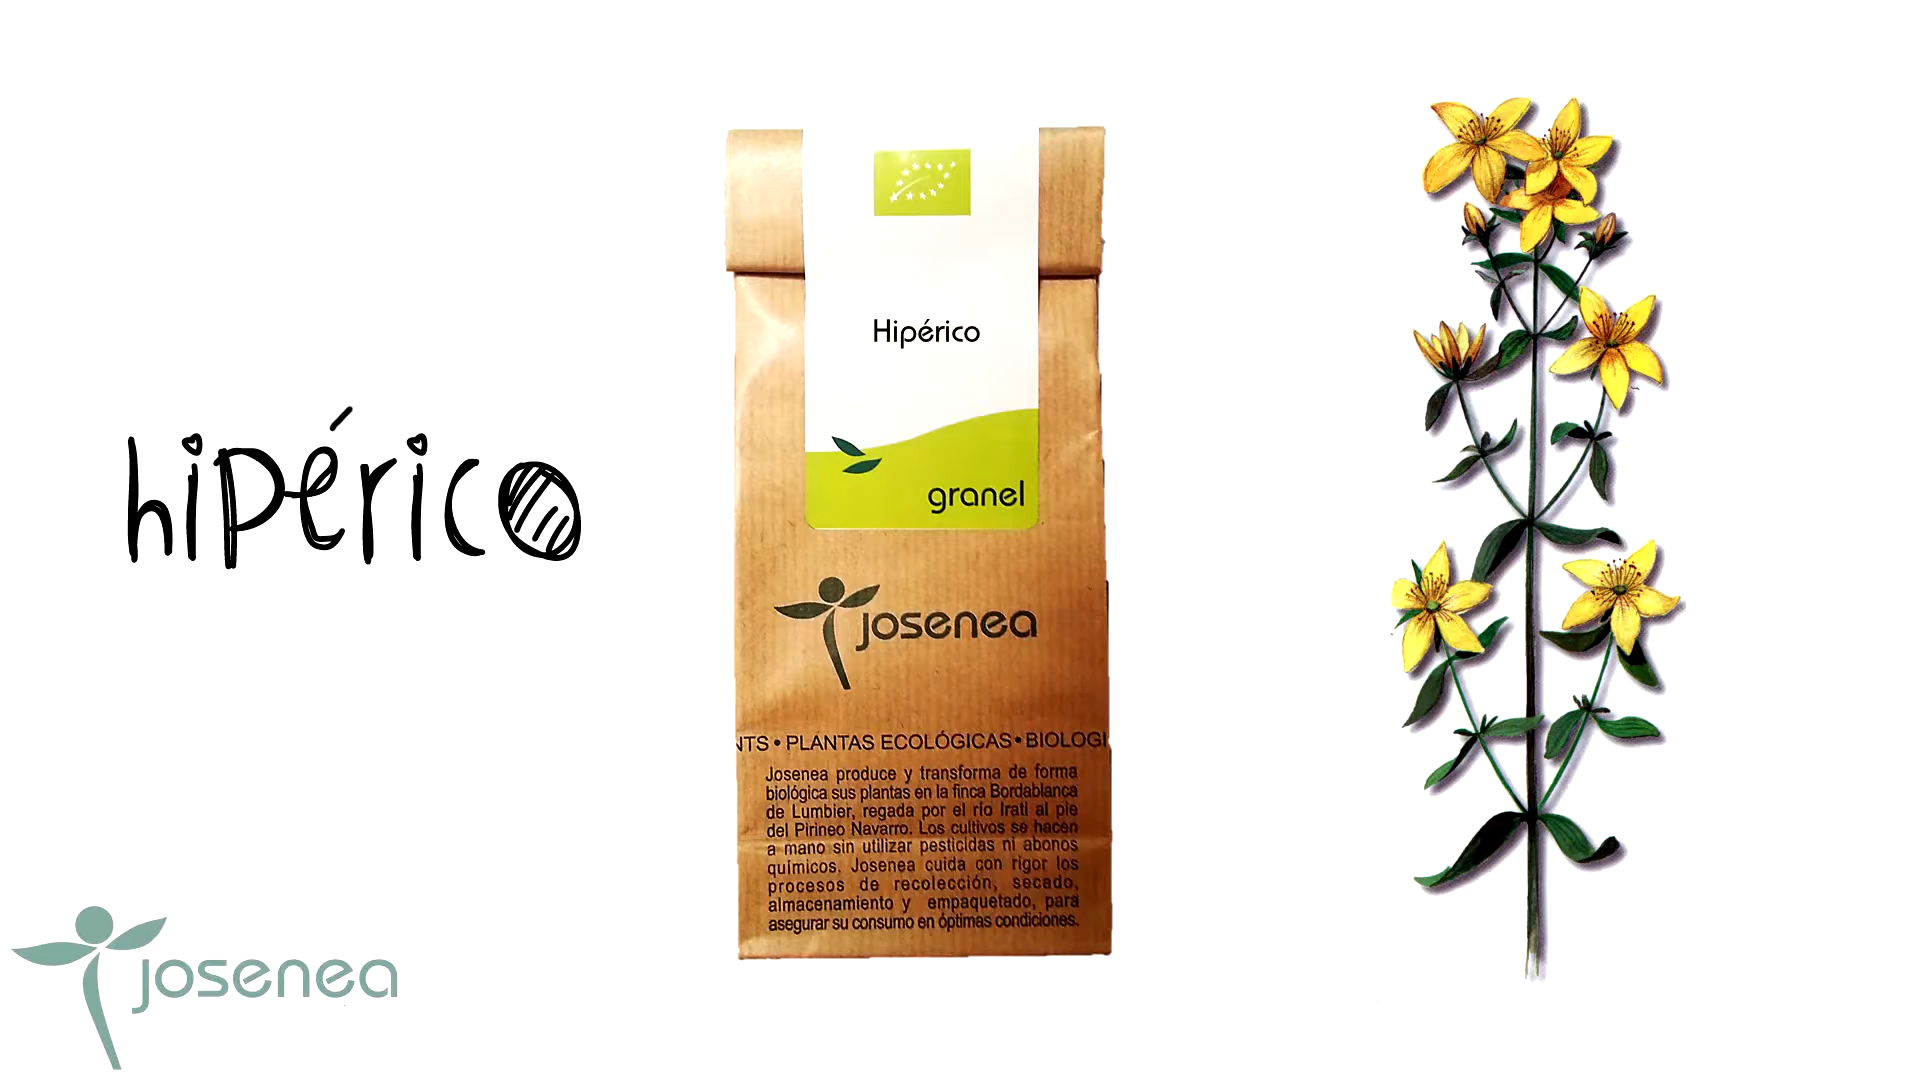 hipérico
Hipérico
granel
josenea
NTS • PLANTAS ECOLÓGICAS • BIOLOGI
Josenea produce y transforma de forma
biológica sus plantas en la finca Bordablanca
de Lumbier, regada por el río Irati al pie
del Pirineo Navarro. Los cultivos se hacen
a mano sin utilizar pesticidas ni abonos
químicos. Josenea cuida con rigor los
procesos de recolección, secado,
almacenamiento y empaquetado, para
asegurar su consumo en óptimas condiciones.
josenea